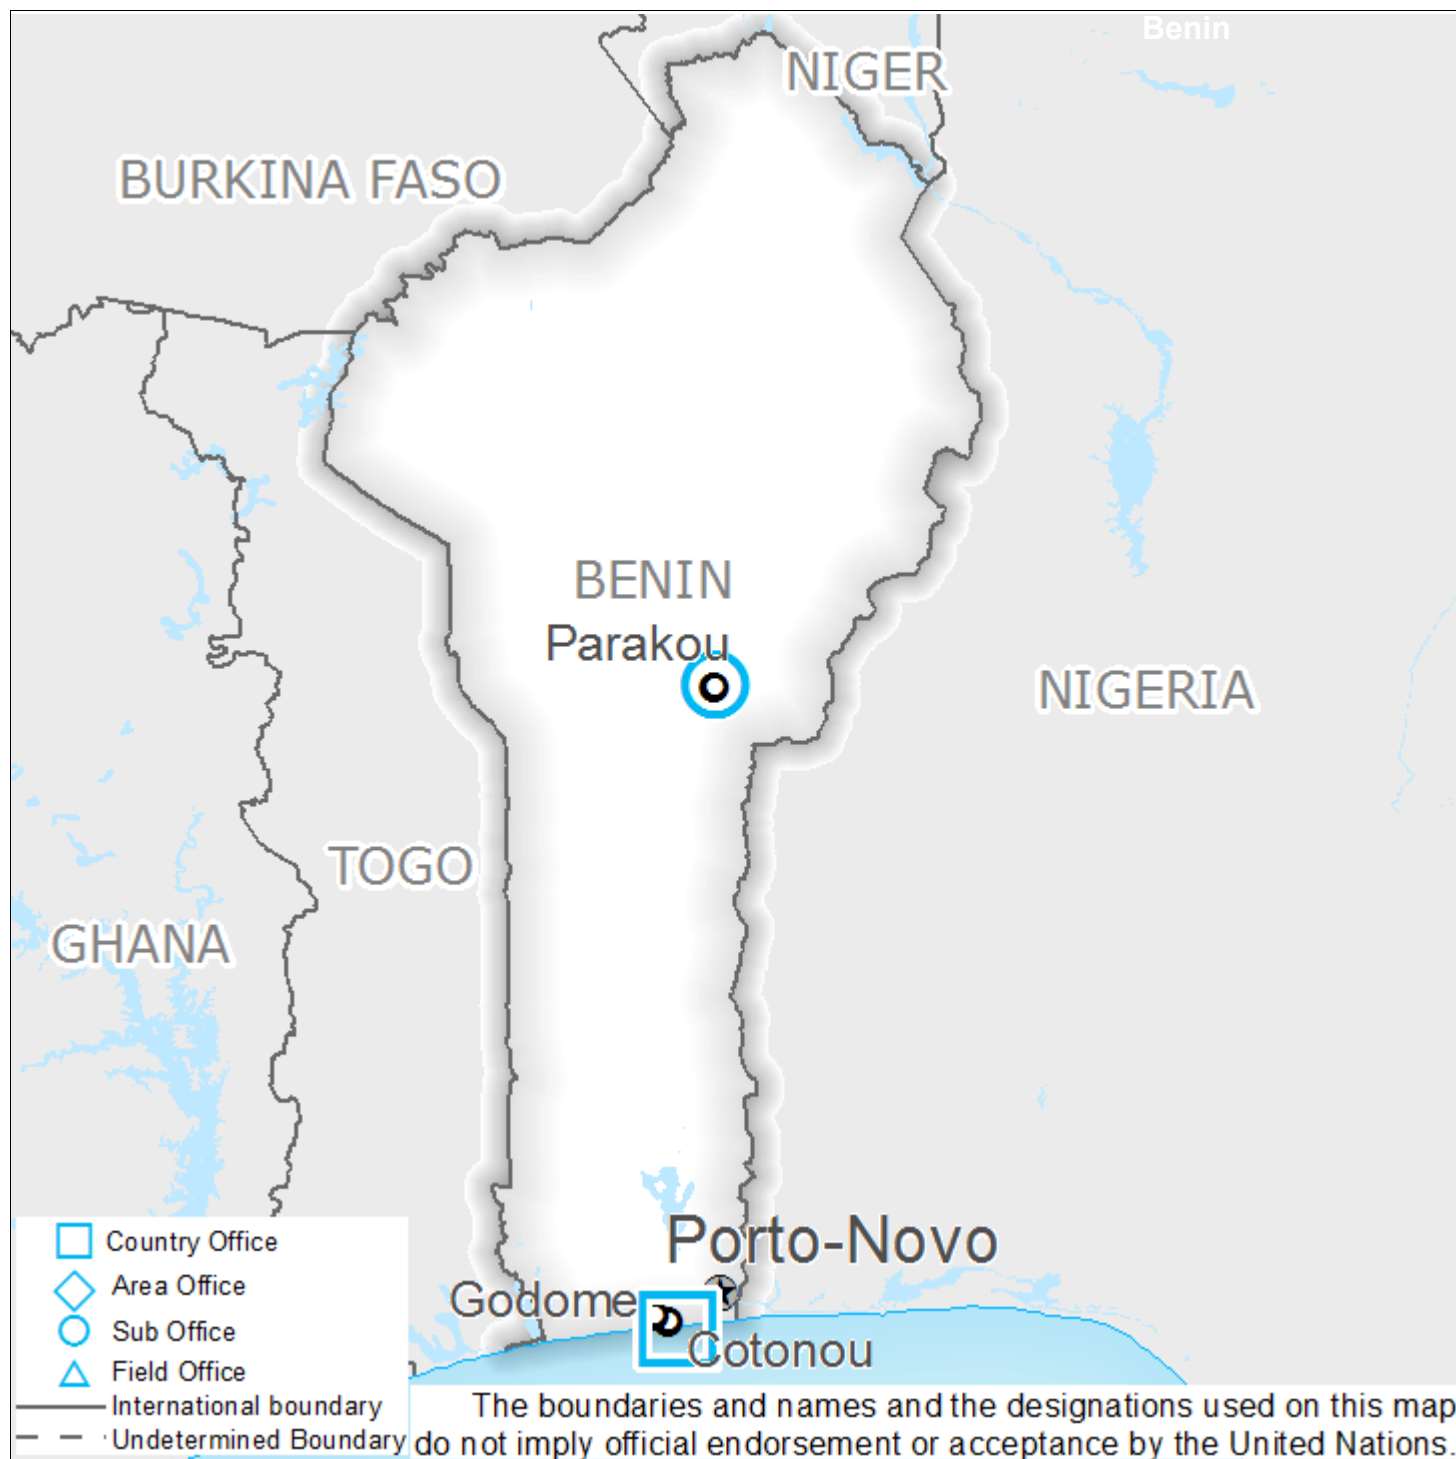 Benin
NIGER
BURKINA FASO
BENIN
Parakou
NIGERIA
TOGO
GHANA
Porto-Novo
Godome
Cotonou
Country Office
Area Office
Sub Office
Field Office
International boundary
Undetermined Boundary
The boundaries and names and the designations used on this map
do not imply official endorsement or acceptance by the United Nations.